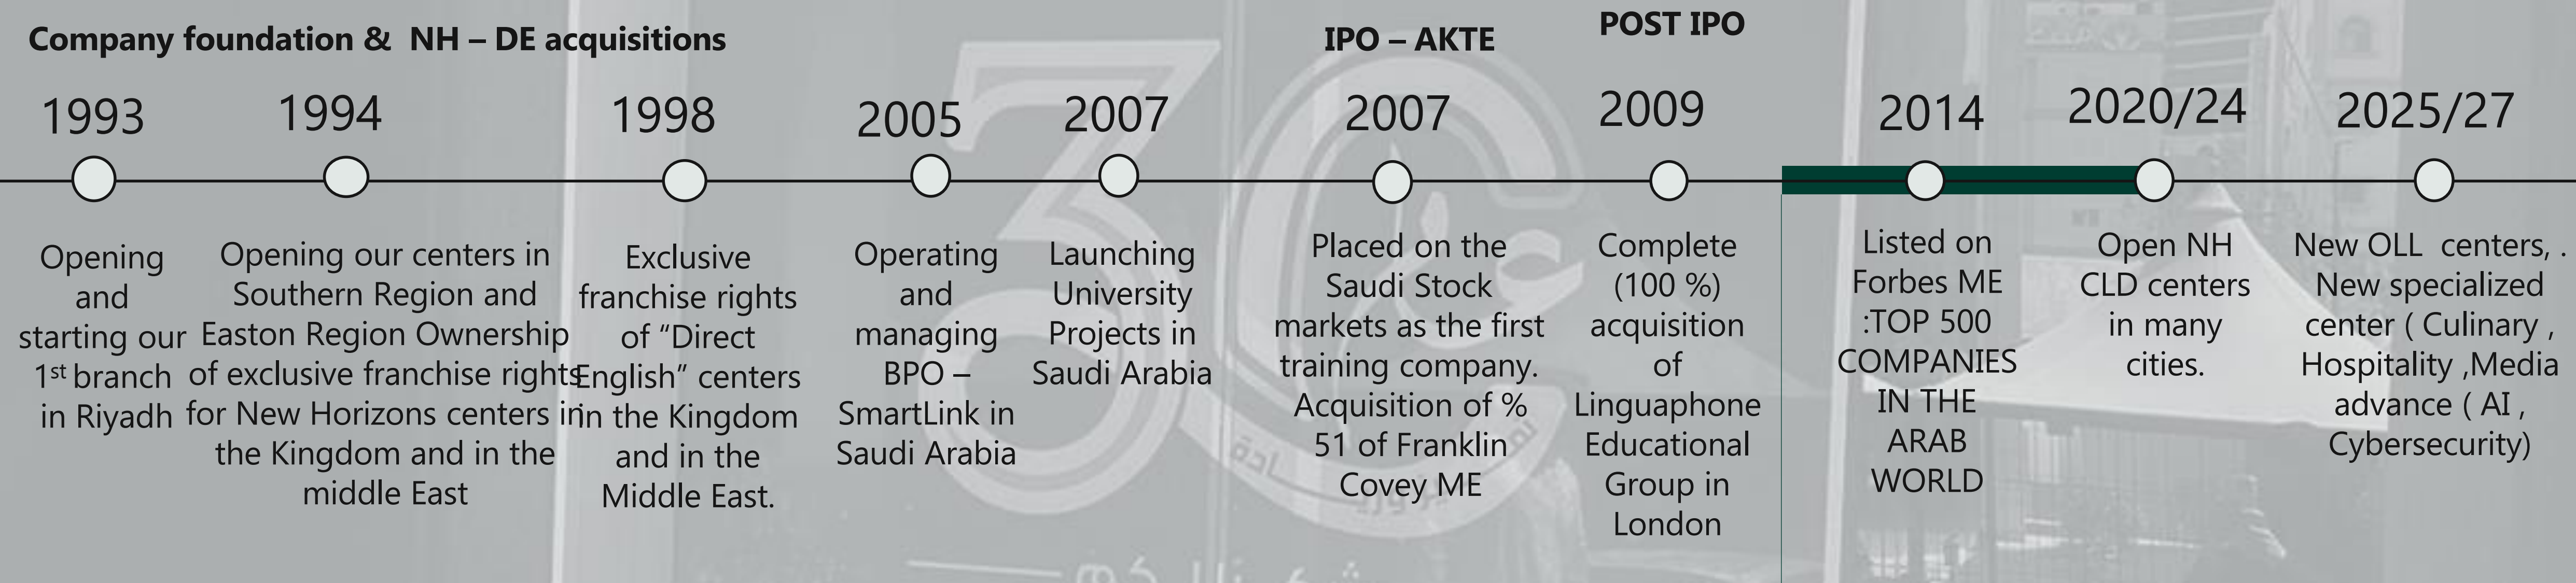 Company foundation & NH – DE acquisitions
IPO – AKTE
POST IPO
1993
Opening
and
starting our
1st branch
in Riyadh
1994
Opening our centers in
Southern Region and
Easton Region Ownership
of exclusive franchise rights
for New Horizons centers in
the Kingdom and in the
middle East
1998
Exclusive
franchise rights
of “Direct
English” centers
in the Kingdom
and in the
Middle East.
2005
Operating
and
managing
BPO –
SmartLink in
Saudi Arabia
2007
Launching
University
Projects in
Saudi Arabia
2007
Placed on the
Saudi Stock
markets as the first
training company.
Acquisition of %
51 of Franklin
Covey ME
2009
Complete
(100 %)
acquisition
of
Linguaphone
Educational
Group in
London
2014
Listed on
Forbes ME
:TOP 500
COMPANIES
IN THE
ARAB
WORLD
2020/24
Open NH
CLD centers
in many
cities.
2025/27
New OLL centers, .
New specialized
center ( Culinary ,
Hospitality ,Media
advance ( AI ,
Cybersecurity)
30